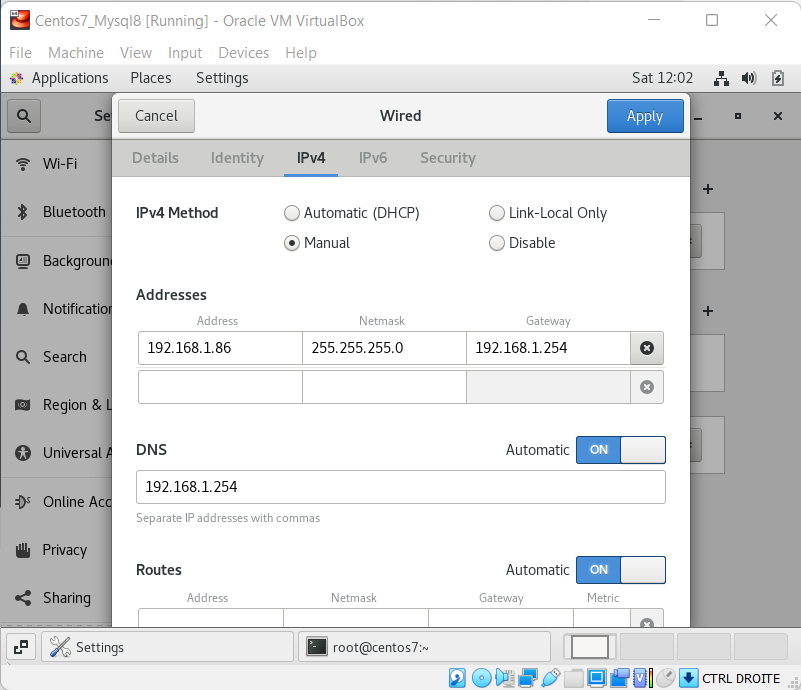 Centos7_Mysql8 [Running] - Oracle VM VirtualBox
File Machine View Input Devices Help
Applications Places Settings Sat 12:02
Se Cancel Wired Apply
Details Identity IPv4 IPv6 Security
Wi-Fi
Bluetooth
Background
Notification
Search
Region & L
Universal A
Online Acc
Privacy
Sharing
IPv4 Method Automatic (DHCP) Link-Local Only
Manual Disable
Addresses
Address Netmask Gateway
192.168.1.86 255.255.255.0 192.168.1.254
DNS Automatic ON
192.168.1.254
Separate IP addresses with commas
Routes Automatic ON
Address Netmask Gateway Metric
Settings root@centos7:~
CTRL DROITE